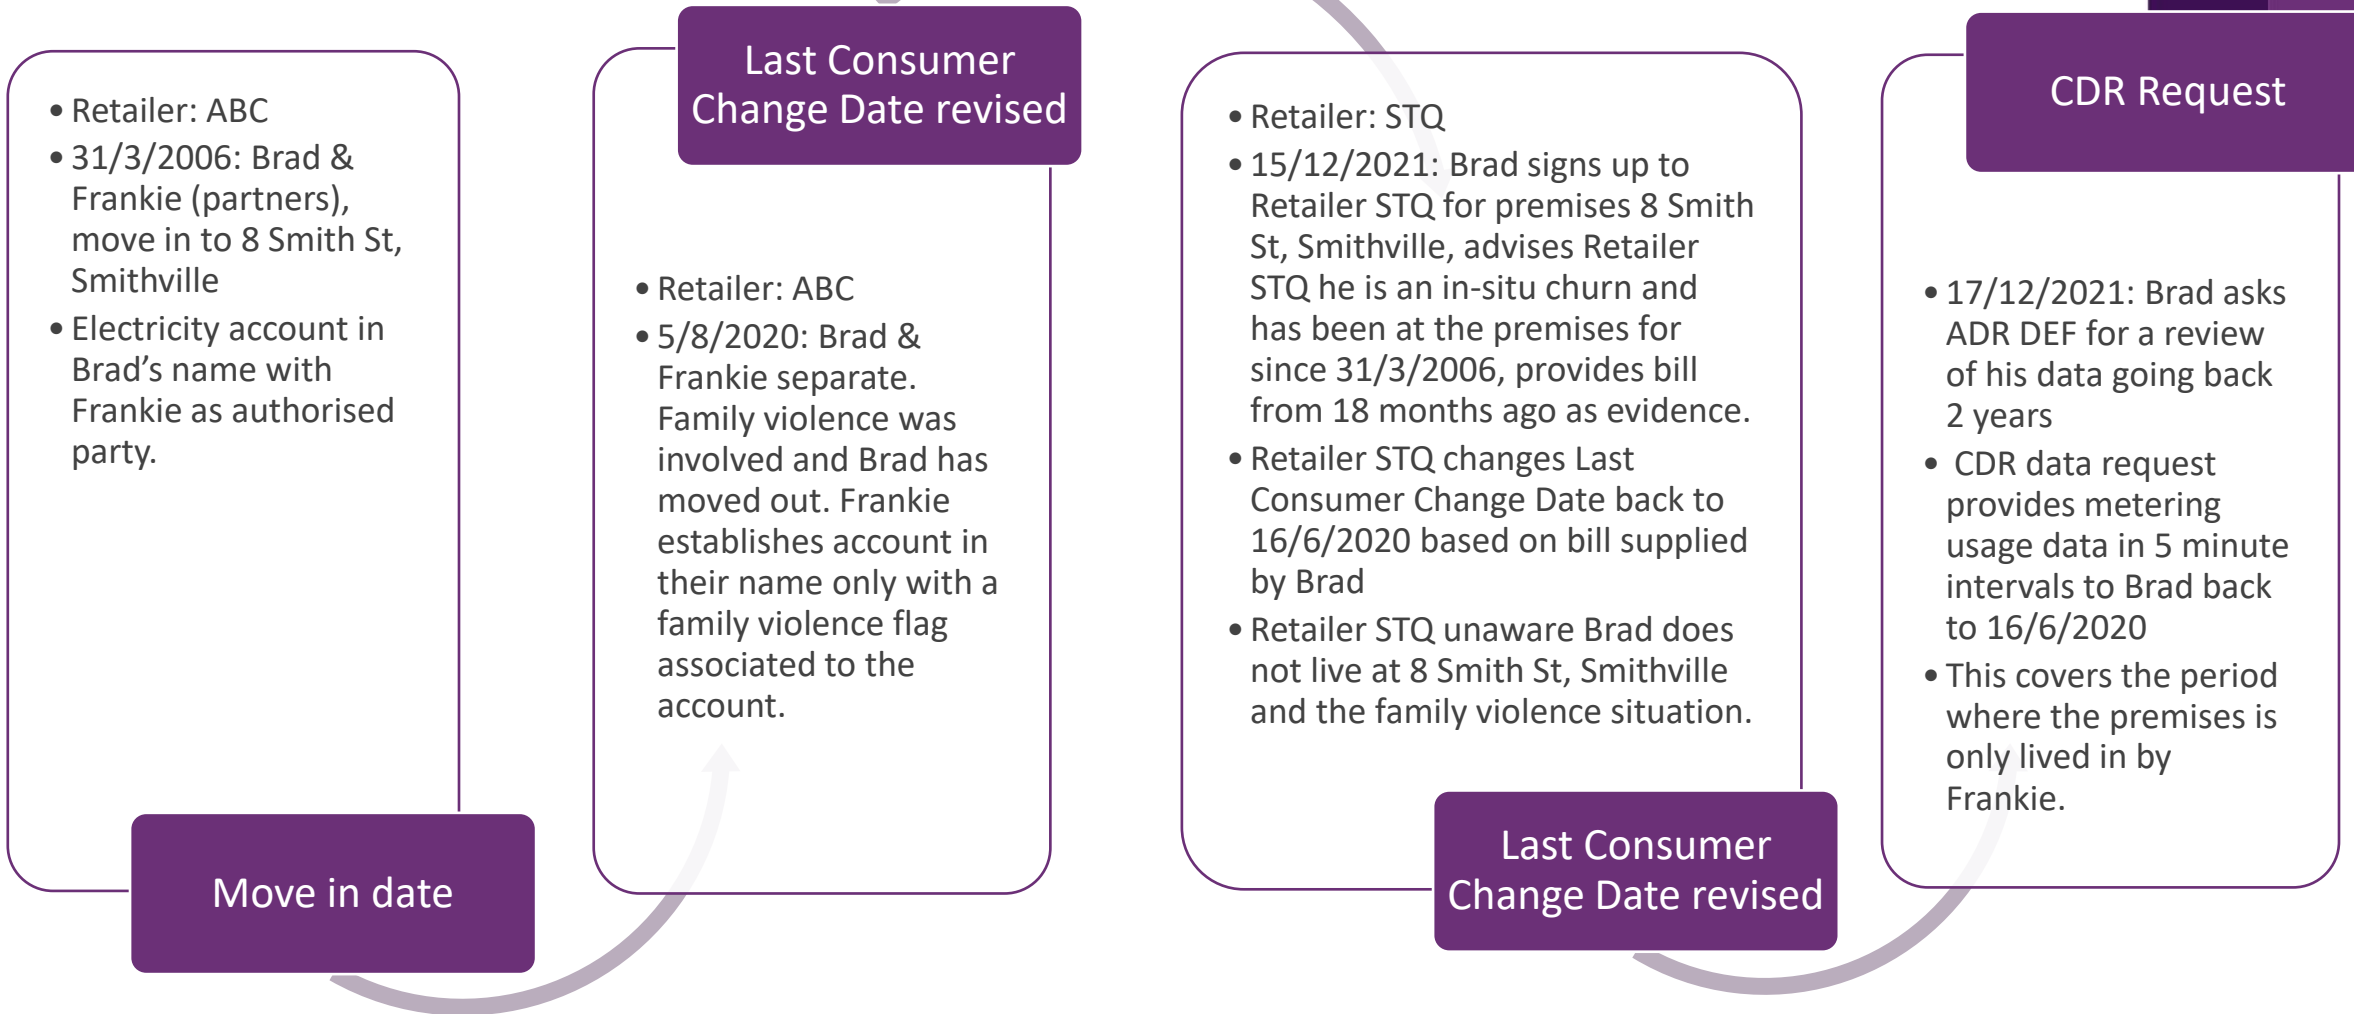 • Retailer: ABC
• 31/3/2006: Brad &
Frankie (partners),
move in to 8 Smith St,
Smithville
• Electricity account in
Brad’s name with
Frankie as authorised
party.
Move in date
Last Consumer
Change Date revised
• Retailer: ABC
• 5/8/2020: Brad &
Frankie separate.
Family violence was
involved and Brad has
moved out. Frankie
establishes account in
their name only with a
family violence flag
associated to the
account.
• Retailer: STQ
• 15/12/2021: Brad signs up to
Retailer STQ for premises 8 Smith
St, Smithville, advises Retailer
STQ he is an in-situ churn and
has been at the premises for
since 31/3/2006, provides bill
from 18 months ago as evidence.
• Retailer STQ changes Last
Consumer Change Date back to
16/6/2020 based on bill supplied
by Brad
• Retailer STQ unaware Brad does
not live at 8 Smith St, Smithville
and the family violence situation.
Last Consumer
Change Date revised
CDR Request
• 17/12/2021: Brad asks
ADR DEF for a review
of his data going back
2 years
• CDR data request
provides metering
usage data in 5 minute
intervals to Brad back
to 16/6/2020
• This covers the period
where the premises is
only lived in by
Frankie.